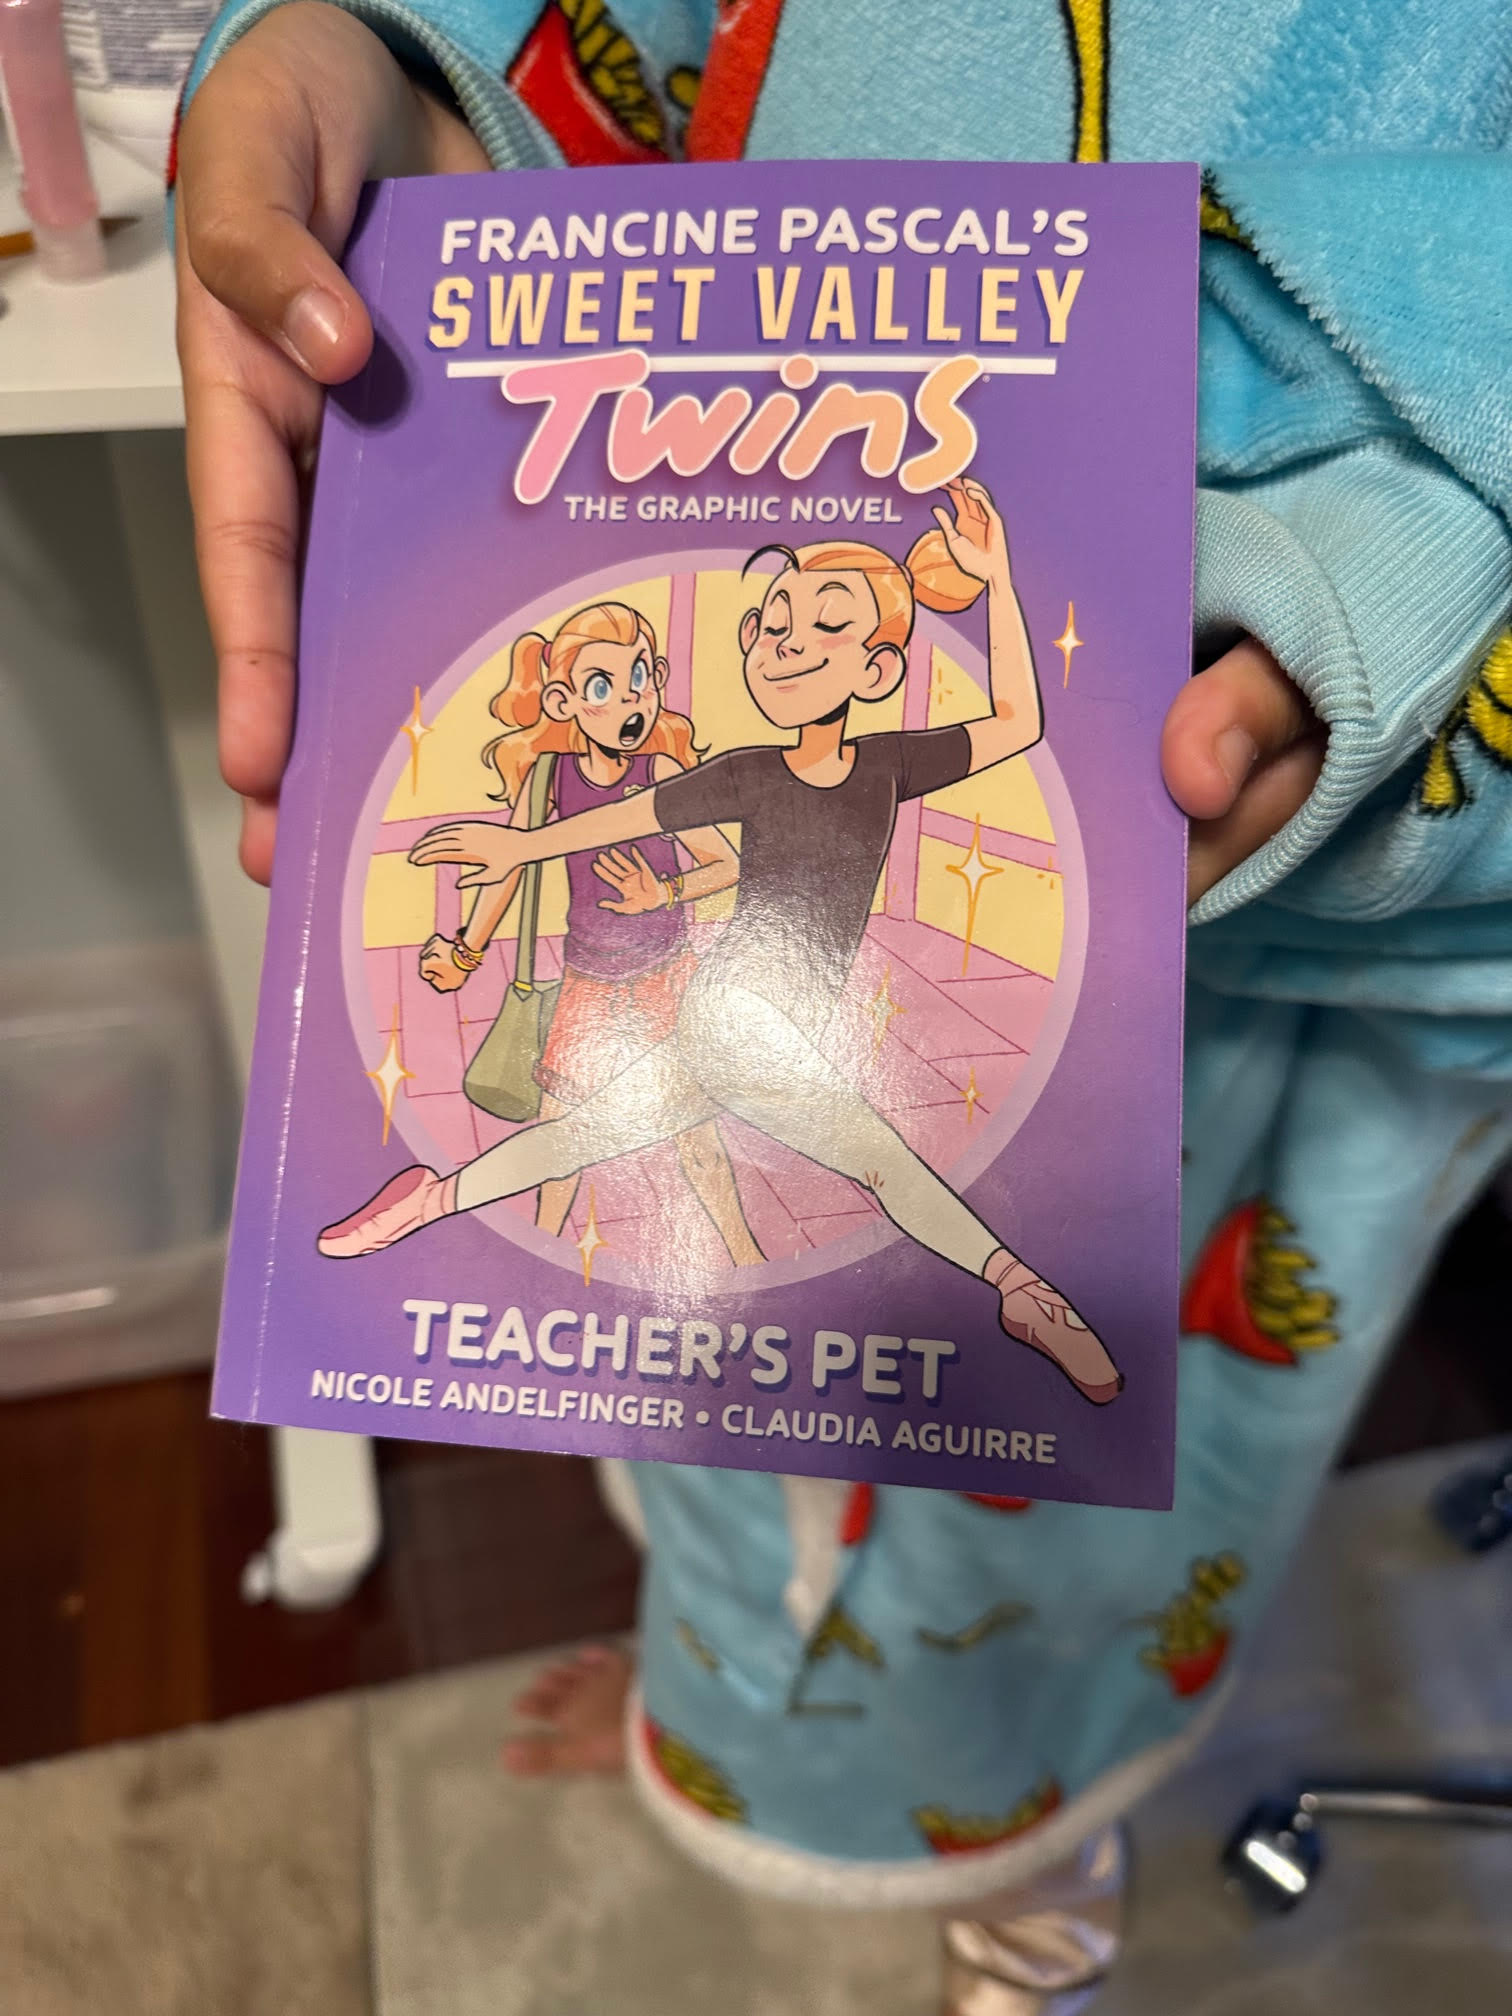 FRANCINE PASCAL'S
SWEET VALLEY
Twins
THE GRAPHIC NOVEL
TEACHER'S PET
NICOLE ANDELFINGER • CLAUDIA AGUIRRE